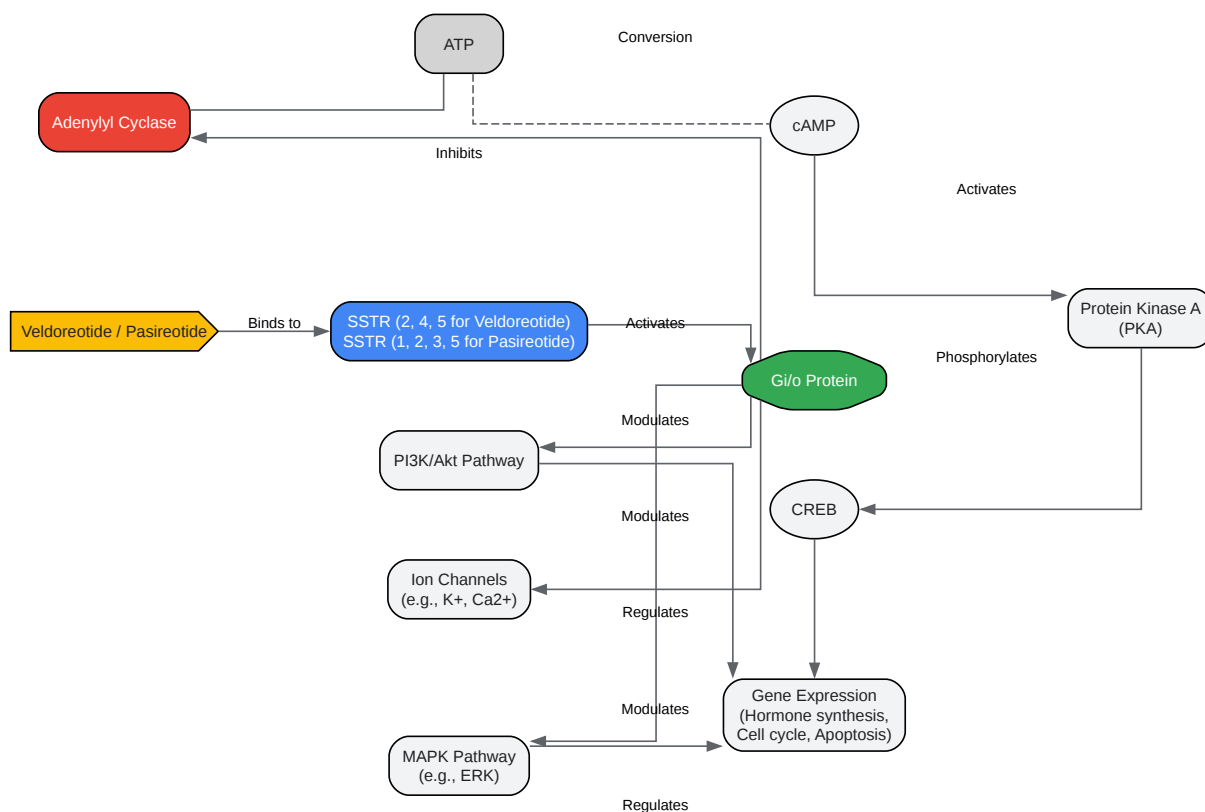 ATP
Conversion
Adenylyl Cyclase
cAMP
Inhibits
Activates
Veldoreotide / Pasireotide
Binds to
SSTR (2, 4, 5 for Veldoreotide)
SSTR (1, 2, 3, 5 for Pasireotide)
Activates
Protein Kinase A
(PKA)
Phosphorylates
Gi/o Protein
Modulates
PI3K/Akt Pathway
Modulates
CREB
Ion Channels
(e.g., K+, Ca2+)
Regulates
Gene Expression
(Hormone synthesis,
Cell cycle, Apoptosis)
Modulates
MAPK Pathway
(e.g., ERK)
Regulates